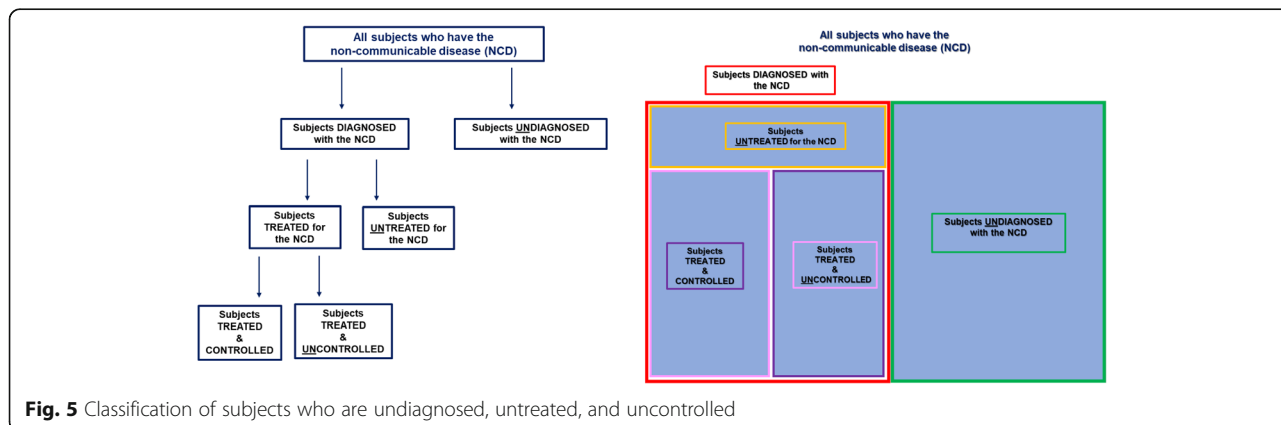 All subjects who have the
non-communicable disease (NCD)
Subjects DIAGNOSED
with the NCD
Subjects UNDIAGNOSED
with the NCD
Subjects
TREATED for
the NCD
Subjects
UNTREATED for
the NCD
Subjects
TREATED
&
CONTROLLED
Subjects
TREATED
&
UNCONTROLLED
All subjects who have the
non-communicable disease (NCD)
Subjects DIAGNOSED with
the NCD
Subjects
UNTREATED for the NCD
Subjects
TREATED
&
CONTROLLED
Subjects
TREATED
&
UNCONTROLLED
Subjects UNDIAGNOSED
with the NCD
Fig. 5 Classification of subjects who are undiagnosed, untreated, and uncontrolled